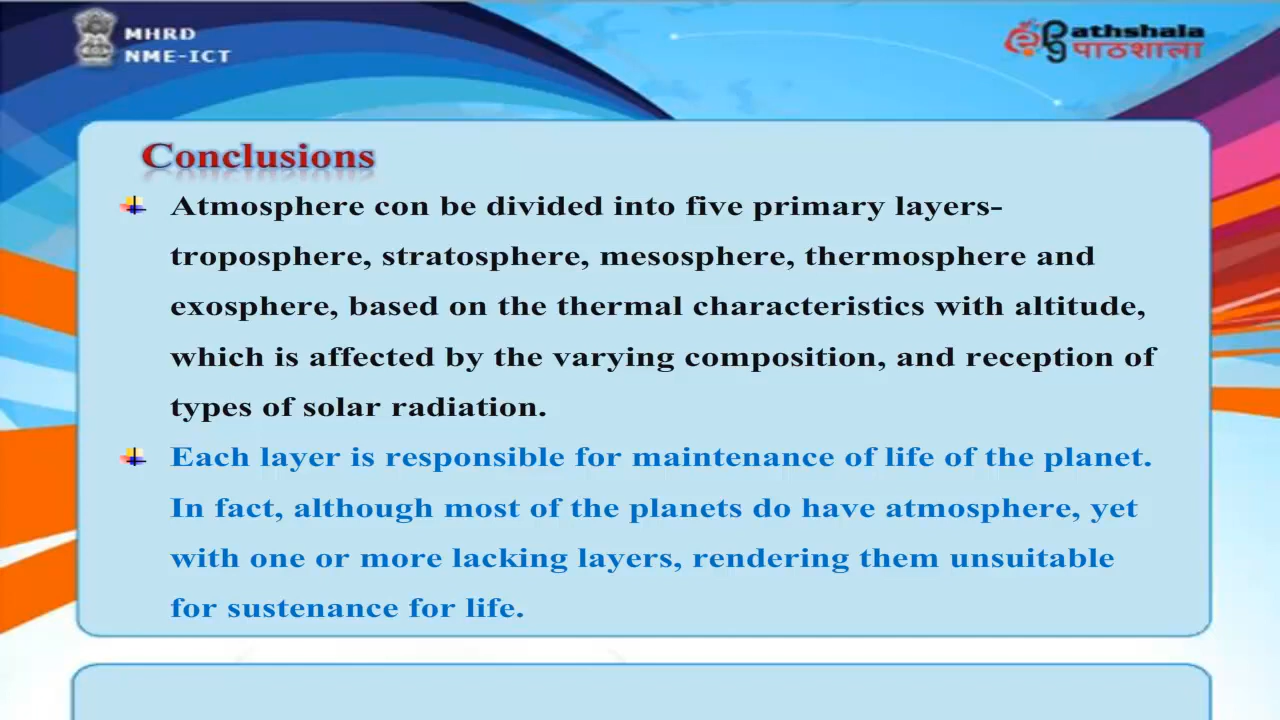 MHRD
NME-ICT
ePG athshala
पाठशाला
Conclusions
Atmosphere con be divided into five primary layers-
troposphere, stratosphere, mesosphere, thermosphere and
exosphere, based on the thermal characteristics with altitude,
which is affected by the varying composition, and reception of
types of solar radiation.
Each layer is responsible for maintenance of life of the planet.
In fact, although most of the planets do have atmosphere, yet
with one or more lacking layers, rendering them unsuitable
for sustenance for life.